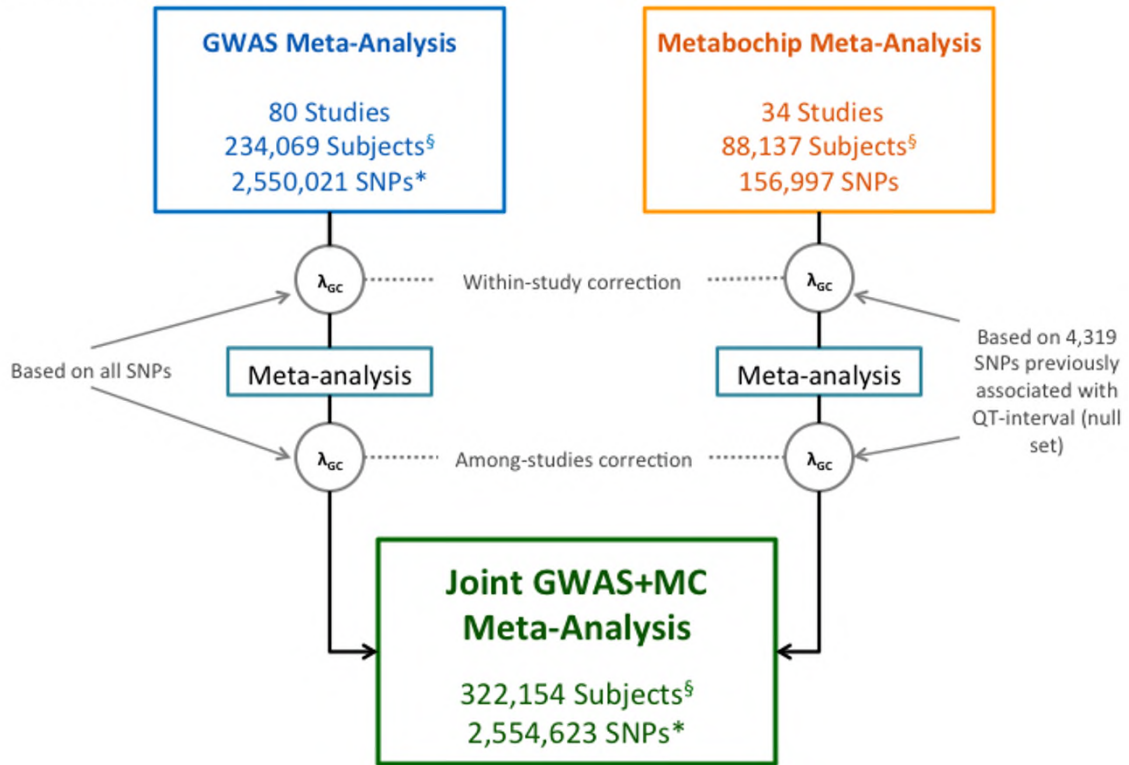 GWAS Meta-Analysis
80 Studies
234,069 Subjects§
2,550,021 SNPs*
Metabochip Meta-Analysis
34 Studies
88,137 Subjects§
156,997 SNPs
λGC
Within-study correction
λGC
Based on all SNPs
Meta-analysis
Meta-analysis
Based on 4,319
SNPs previously
associated with
QT-interval (null
set)
λGC
Among-studies correction
λGC
Joint GWAS+MC
Meta-Analysis
322,154 Subjects§
2,554,623 SNPs*